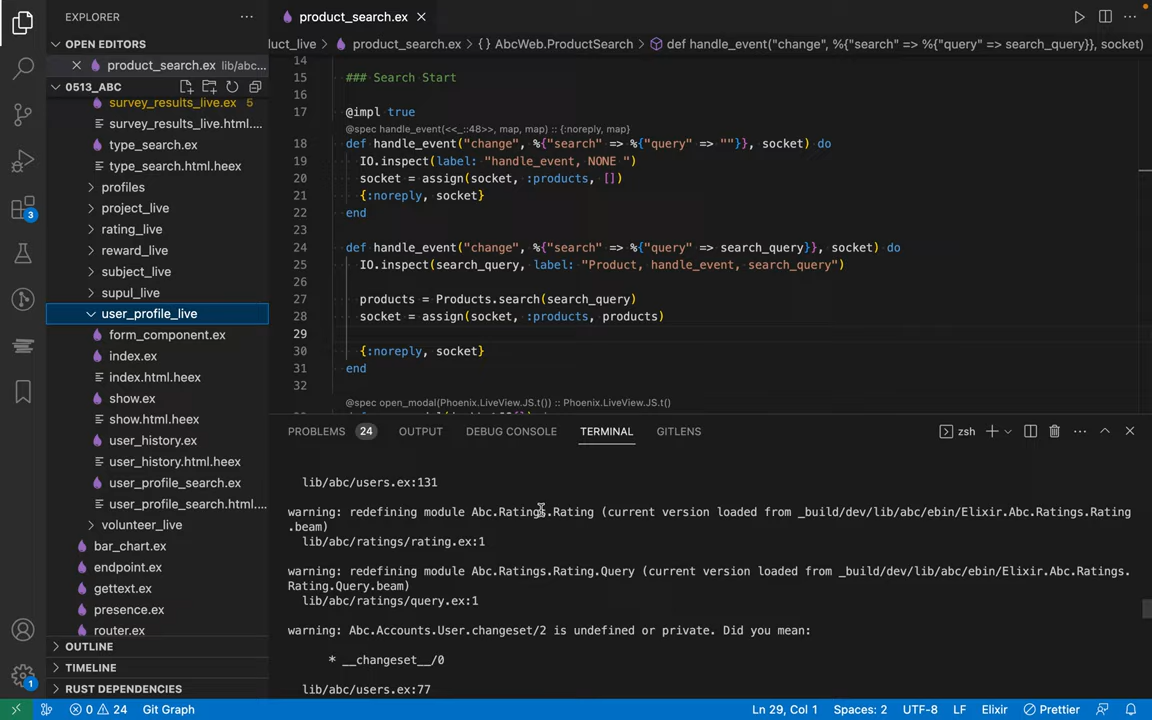 EXPLORER
OPEN EDITORS
product_search.ex lib/abc...
0513_ABC
survey_results_live.ex 5
survey_results_live.html....
type_search.ex
type_search.html.heex
profiles
project_live
rating_live
reward_live
subject_live
supul_live
user_profile_live
form_component.ex
index.ex
index.html.heex
show.ex
show.html.heex
user_history.ex
user_history.html.heex
user_profile_search.ex
user_profile_search.html....
volunteer_live
bar_chart.ex
endpoint.ex
gettext.ex
presence.ex
router.ex
OUTLINE
TIMELINE
RUST DEPENDENCIES
3
1
product_search.ex
duct_live > product_search.ex > {} AbcWeb.ProductSearch > def handle_event("change", %{"search" => %{"query" => search_query}}, socket)
14
15 ### Search Start
16
17 @impl true
@spec handle_event(<<_::48>>, map, map) :: {:noreply, map}
18 def handle_event("change", %{"search" => %{"query" => ""}}, socket) do
19 IO.inspect(label: "handle_event, NONE ")
20 socket = assign(socket, :products, [])
21 {:noreply, socket}
22 end
23
24 def handle_event("change", %{"search" => %{"query" => search_query}}, socket) do
25 IO.inspect(search_query, label: "Product, handle_event, search_query")
26
27 products = Products.search(search_query)
28 socket = assign(socket, :products, products)
29
30 {:noreply, socket}
31 end
32
@spec open_modal(Phoenix.LiveView.JS.t()) :: Phoenix.LiveView.JS.t()
PROBLEMS 24 OUTPUT DEBUG CONSOLE TERMINAL GITLENS zsh
lib/abc/users.ex:131
warning: redefining module Abc.Ratings.Rating (current version loaded from _build/dev/lib/abc/ebin/Elixir.Abc.Ratings.Rating
.beam)
lib/abc/ratings/rating.ex:1
warning: redefining module Abc.Ratings.Rating.Query (current version loaded from _build/dev/lib/abc/ebin/Elixir.Abc.Ratings.
Rating.Query.beam)
lib/abc/ratings/query.ex:1
warning: Abc.Accounts.User.changeset/2 is undefined or private. Did you mean:
* __changeset__/0
lib/abc/users.ex:77
0 24 Git Graph Ln 29, Col 1 Spaces: 2 UTF-8 LF Elixir Prettier